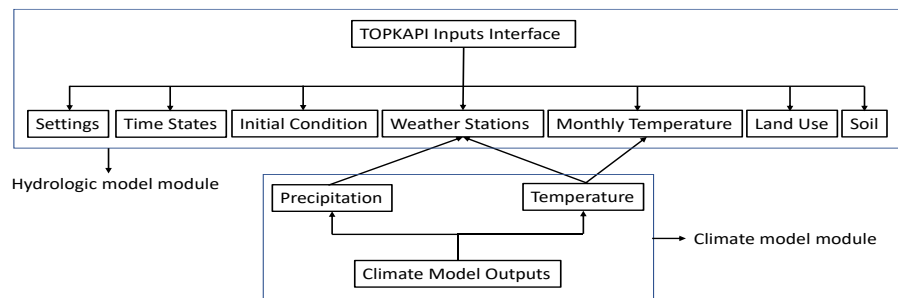 TOPKAPI Inputs Interface
Settings
Time States
Initial Condition
Weather Stations
Monthly Temperature
Land Use
Soil
Hydrologic model module
Precipitation
Temperature
Climate model module
Climate Model Outputs